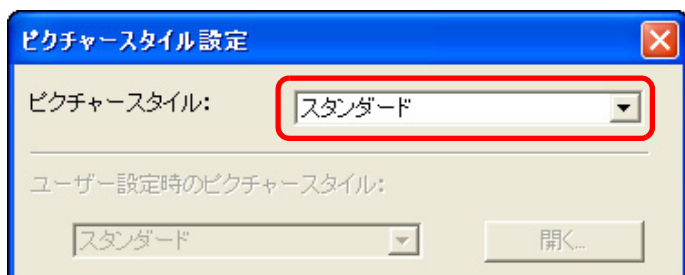 ピクチャースタイル設定
ピクチャースタイル:
スタンダード
ユーザー設定時のピクチャースタイル:
スタンダード
開く...